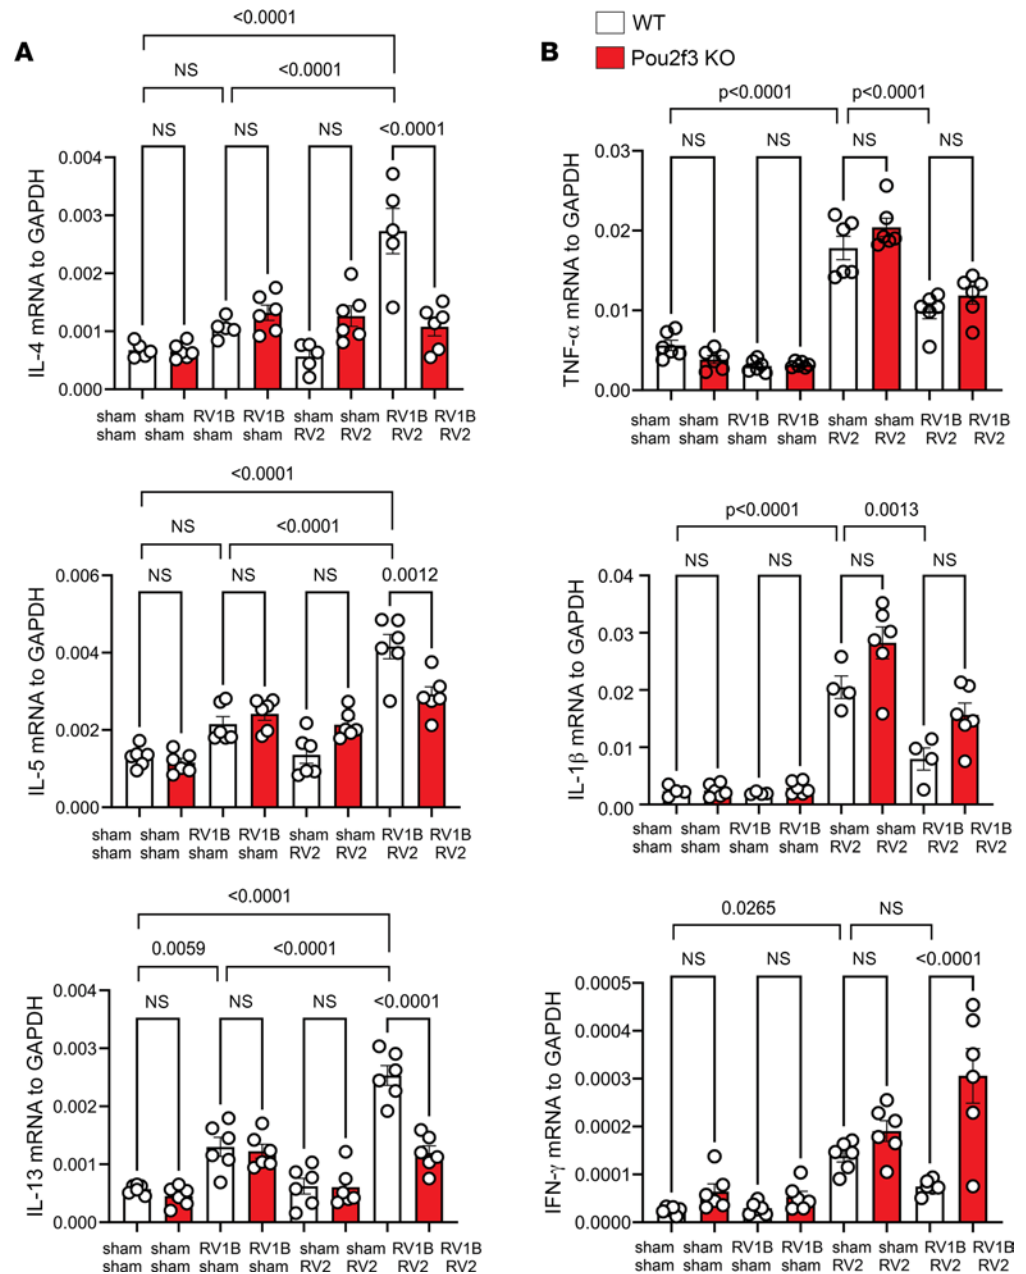 A
<0.0001
NS
<0.0001
NS
NS
NS
<0.0001
IL-4 mRNA to GAPDH
0.004
0.003
0.002
0.001
0.000
sham sham RV1B RV1B sham sham RV1B RV1B
sham sham sham sham RV2 RV2 RV2 RV2
<0.0001
NS
<0.0001
NS
NS
NS
0.0012
IL-5 mRNA to GAPDH
0.006
0.004
0.002
0.000
sham sham RV1B RV1B sham sham RV1B RV1B
sham sham sham sham RV2 RV2 RV2 RV2
<0.0001
0.0059
<0.0001
NS
NS
NS
<0.0001
IL-13 mRNA to GAPDH
0.004
0.003
0.002
0.001
0.000
sham sham RV1B RV1B sham sham RV1B RV1B
sham sham sham sham RV2 RV2 RV2 RV2
B
WT
Pou2f3 KO
p<0.0001
p<0.0001
NS
NS
NS
NS
TNF-α mRNA to GAPDH
0.03
0.02
0.01
0.00
sham sham RV1B RV1B sham sham RV1B RV1B
sham sham sham sham RV2 RV2 RV2 RV2
p<0.0001
0.0013
NS
NS
NS
NS
IL-1β mRNA to GAPDH
0.04
0.03
0.02
0.01
0.00
sham sham RV1B RV1B sham sham RV1B RV1B
sham sham sham sham RV2 RV2 RV2 RV2
0.0265
NS
NS
NS
NS
<0.0001
IFN-γ mRNA to GAPDH
0.0005
0.0004
0.0003
0.0002
0.0001
0.0000
sham sham RV1B RV1B sham sham RV1B RV1B
sham sham sham sham RV2 RV2 RV2 RV2